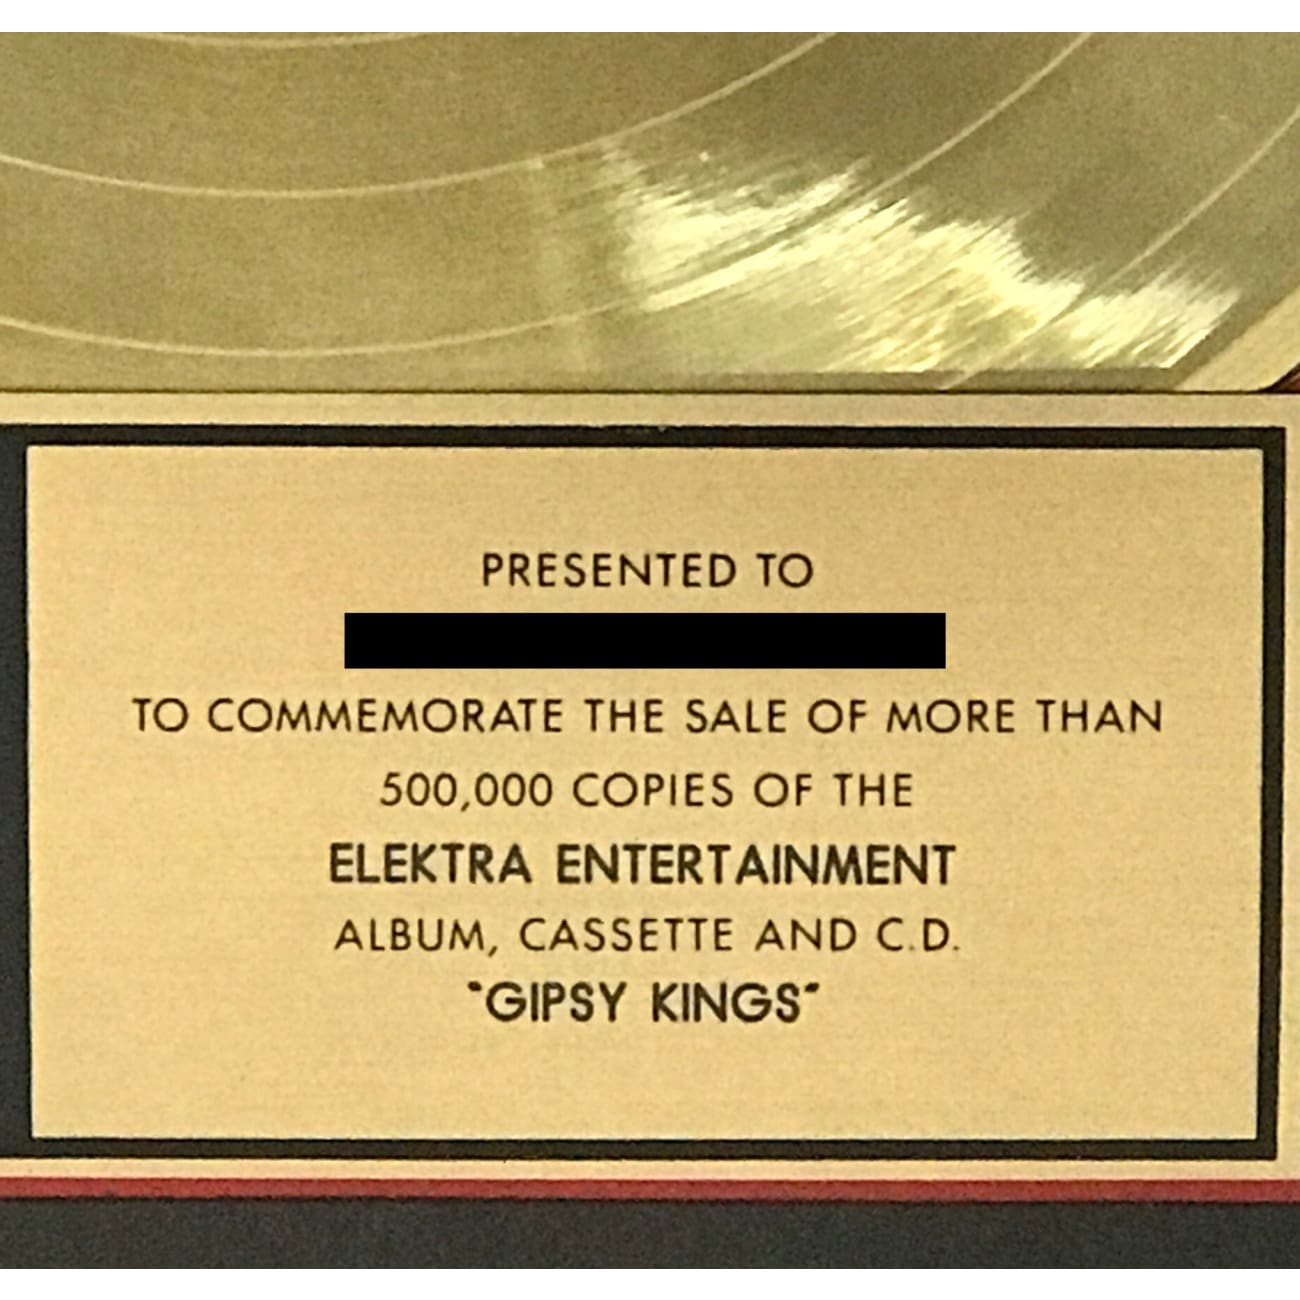 PRESENTED TO
TO COMMEMORATE THE SALE OF MORE THAN
500,000 COPIES OF THE
ELEKTRA ENTERTAINMENT
ALBUM, CASSETTE AND C.D.
"GIPSY KINGS"